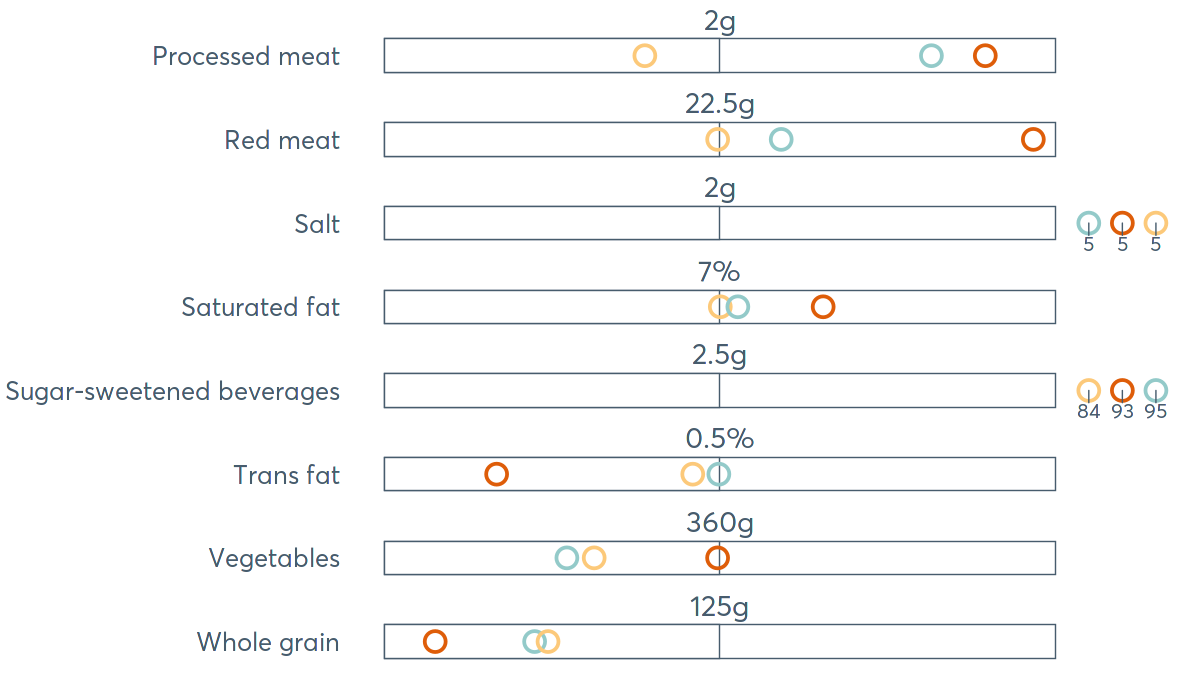 2g
Processed meat
22.5g
Red meat
2g
Salt
5 5 5
7%
Saturated fat
2.5g
Sugar-sweetened beverages
84 93 95
0.5%
Trans fat
360g
Vegetables
125g
Whole grain